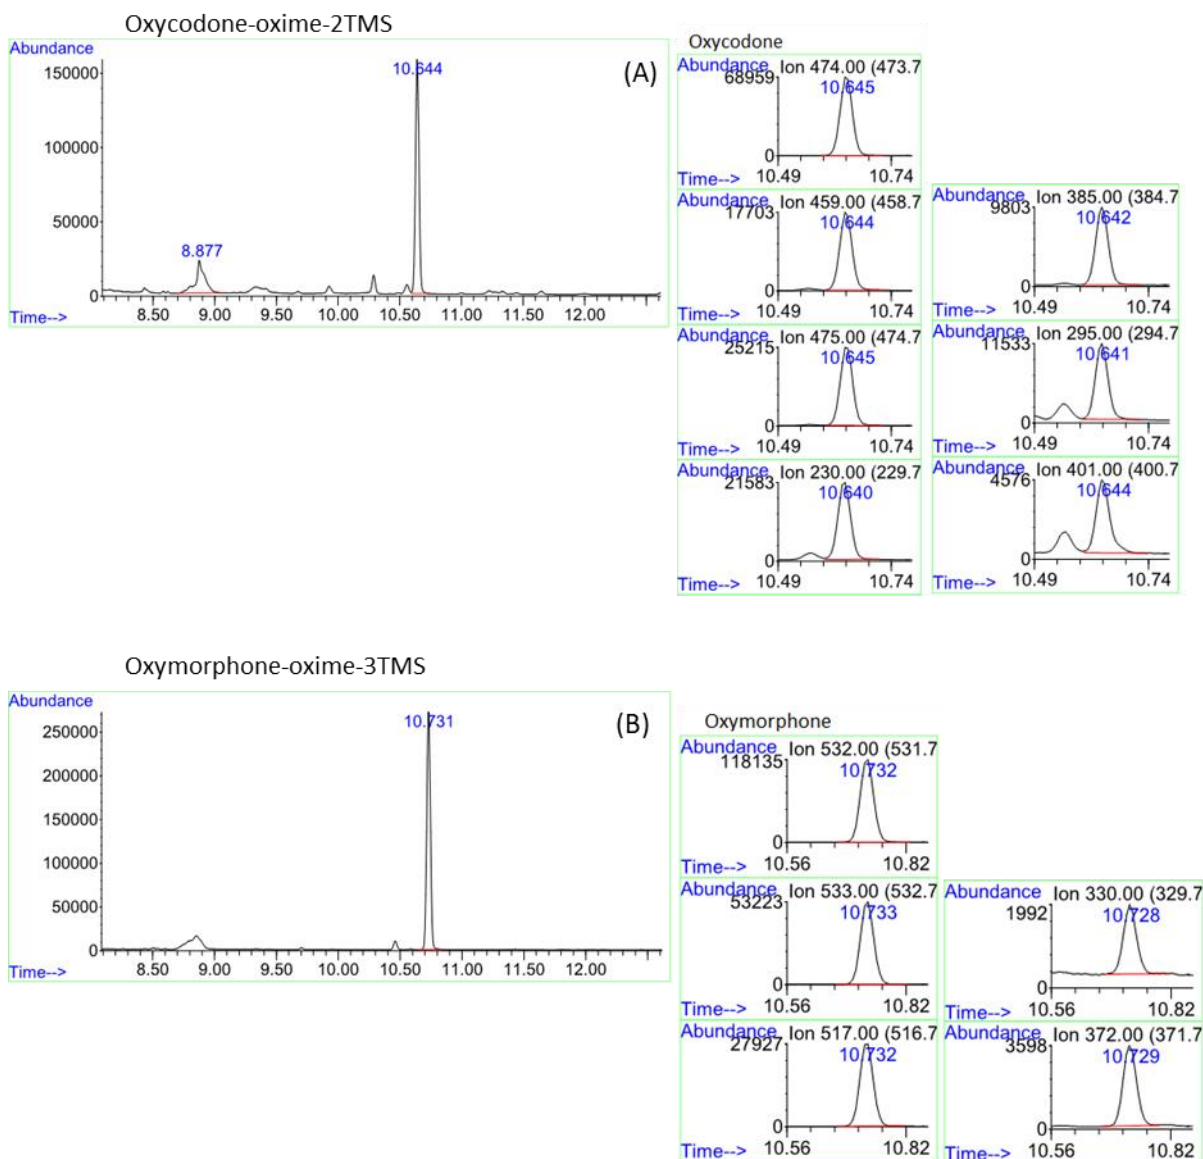 Oxycodone-oxime-2TMS
Abundance
150000
100000
50000
0
10.644
8.877
(A)
8.50 9.00 9.50 10.00 10.50 11.00 11.50 12.00
Time-->
Oxycodone
Abundance Ion 474.00 (473.7
68959
10.645
0
10.49 10.74
Time-->
Abundance Ion 459.00 (458.7
17703
10.644
0
10.49 10.74
Time-->
Abundance Ion 475.00 (474.7
25215
10.645
0
10.49 10.74
Time-->
Abundance Ion 230.00 (229.7
21583
10.640
0
10.49 10.74
Time-->
Abundance Ion 385.00 (384.7
9803
10.642
0
10.49 10.74
Time-->
Abundance Ion 295.00 (294.7
11533
10.641
0
10.49 10.74
Time-->
Abundance Ion 401.00 (400.7
4576
10.644
0
10.49 10.74
Time-->
Oxymorphone-oxime-3TMS
Abundance
250000
200000
150000
100000
50000
0
10.731
(B)
8.50 9.00 9.50 10.00 10.50 11.00 11.50 12.00
Time-->
Oxymorphone
Abundance Ion 532.00 (531.7
118135
10.732
0
10.56 10.82
Time-->
Abundance Ion 533.00 (532.7
53223
10.733
0
10.56 10.82
Time-->
Abundance Ion 517.00 (516.7
27927
10.732
0
10.56 10.82
Time-->
Abundance Ion 330.00 (329.7
1992
10.728
0
10.56 10.82
Time-->
Abundance Ion 372.00 (371.7
3598
10.729
0
10.56 10.82
Time-->